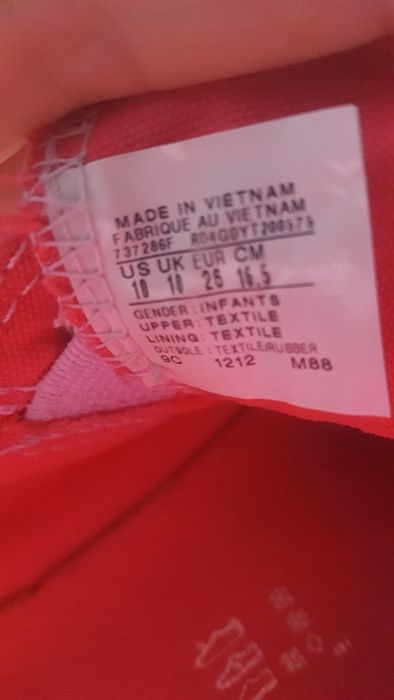 MADE IN VIETNAM
FABRIQUE AU VIETNAM
737286F
US UK EUR CM
10 10 26 16.5
GENDER : INFANTS
UPPER : TEXTILE
LINING : TEXTILE
OUTSOLE : TEXTILE/RUBBER
9C 1212 M88